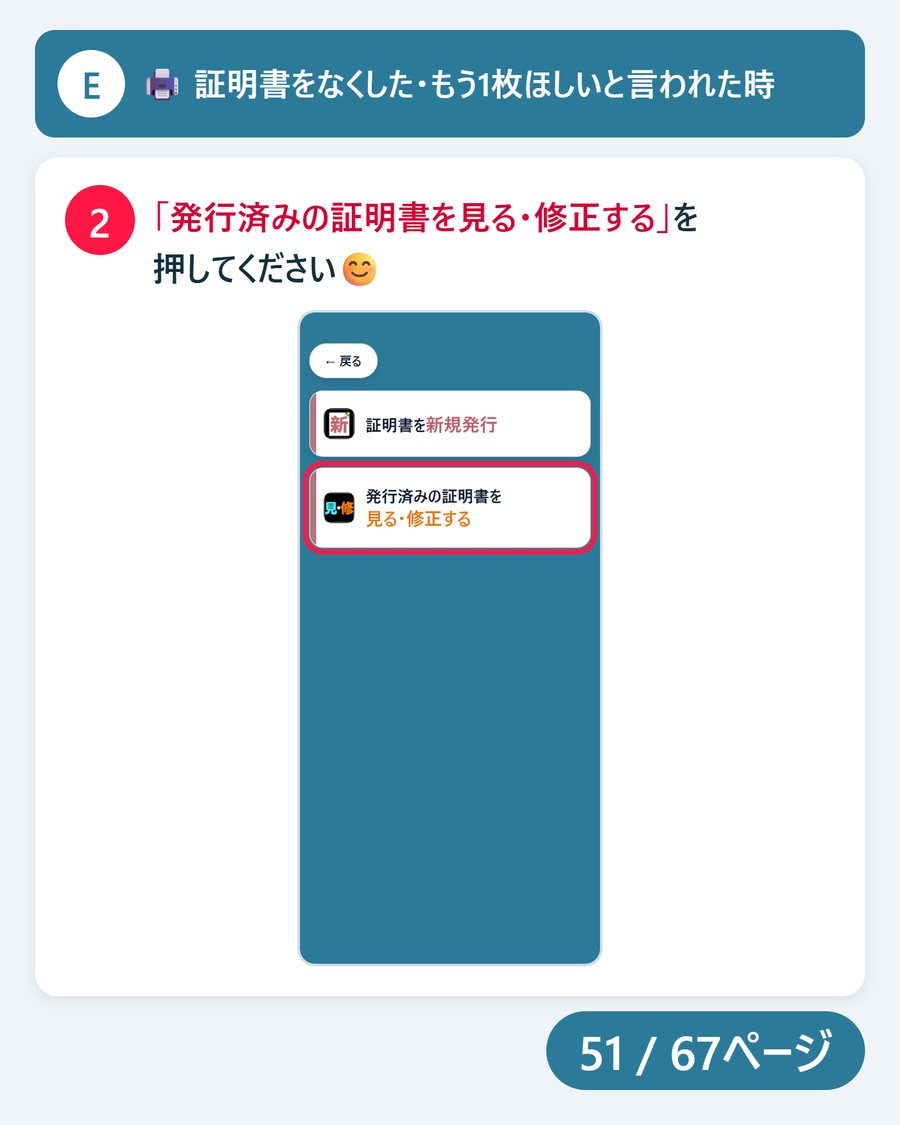 E 🖨️ 証明書をなくした・もう1枚ほしいと言われた時
2 「発行済みの証明書を見る・修正する」を
押してください😊
← 戻る
新 証明書を新規発行
発行済みの証明書を
見・修 見る・修正する
51 / 67ページ